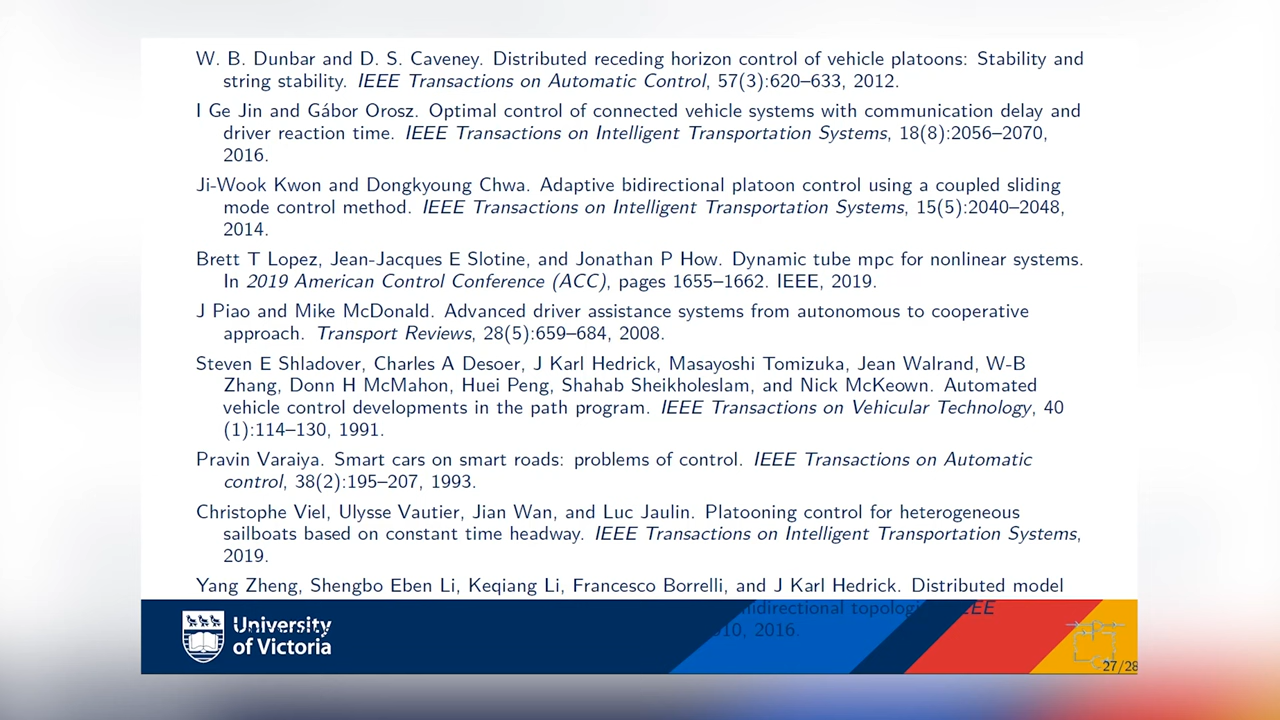 W. B. Dunbar and D. S. Caveney. Distributed receding horizon control of vehicle platoons: Stability and
string stability. IEEE Transactions on Automatic Control, 57(3):620–633, 2012.
I Ge Jin and Gábor Orosz. Optimal control of connected vehicle systems with communication delay and
driver reaction time. IEEE Transactions on Intelligent Transportation Systems, 18(8):2056–2070,
2016.
Ji-Wook Kwon and Dongkyoung Chwa. Adaptive bidirectional platoon control using a coupled sliding
mode control method. IEEE Transactions on Intelligent Transportation Systems, 15(5):2040–2048,
2014.
Brett T Lopez, Jean-Jacques E Slotine, and Jonathan P How. Dynamic tube mpc for nonlinear systems.
In 2019 American Control Conference (ACC), pages 1655–1662. IEEE, 2019.
J Piao and Mike McDonald. Advanced driver assistance systems from autonomous to cooperative
approach. Transport Reviews, 28(5):659–684, 2008.
Steven E Shladover, Charles A Desoer, J Karl Hedrick, Masayoshi Tomizuka, Jean Walrand, W-B
Zhang, Donn H McMahon, Huei Peng, Shahab Sheikholeslam, and Nick McKeown. Automated
vehicle control developments in the path program. IEEE Transactions on Vehicular Technology, 40
(1):114–130, 1991.
Pravin Varaiya. Smart cars on smart roads: problems of control. IEEE Transactions on Automatic
control, 38(2):195–207, 1993.
Christophe Viel, Ulysse Vautier, Jian Wan, and Luc Jaulin. Platooning control for heterogeneous
sailboats based on constant time headway. IEEE Transactions on Intelligent Transportation Systems,
2019.
Yang Zheng, Shengbo Eben Li, Keqiang Li, Francesco Borrelli, and J Karl Hedrick. Distributed model
IEEE
2016.
University
of Victoria
27/28